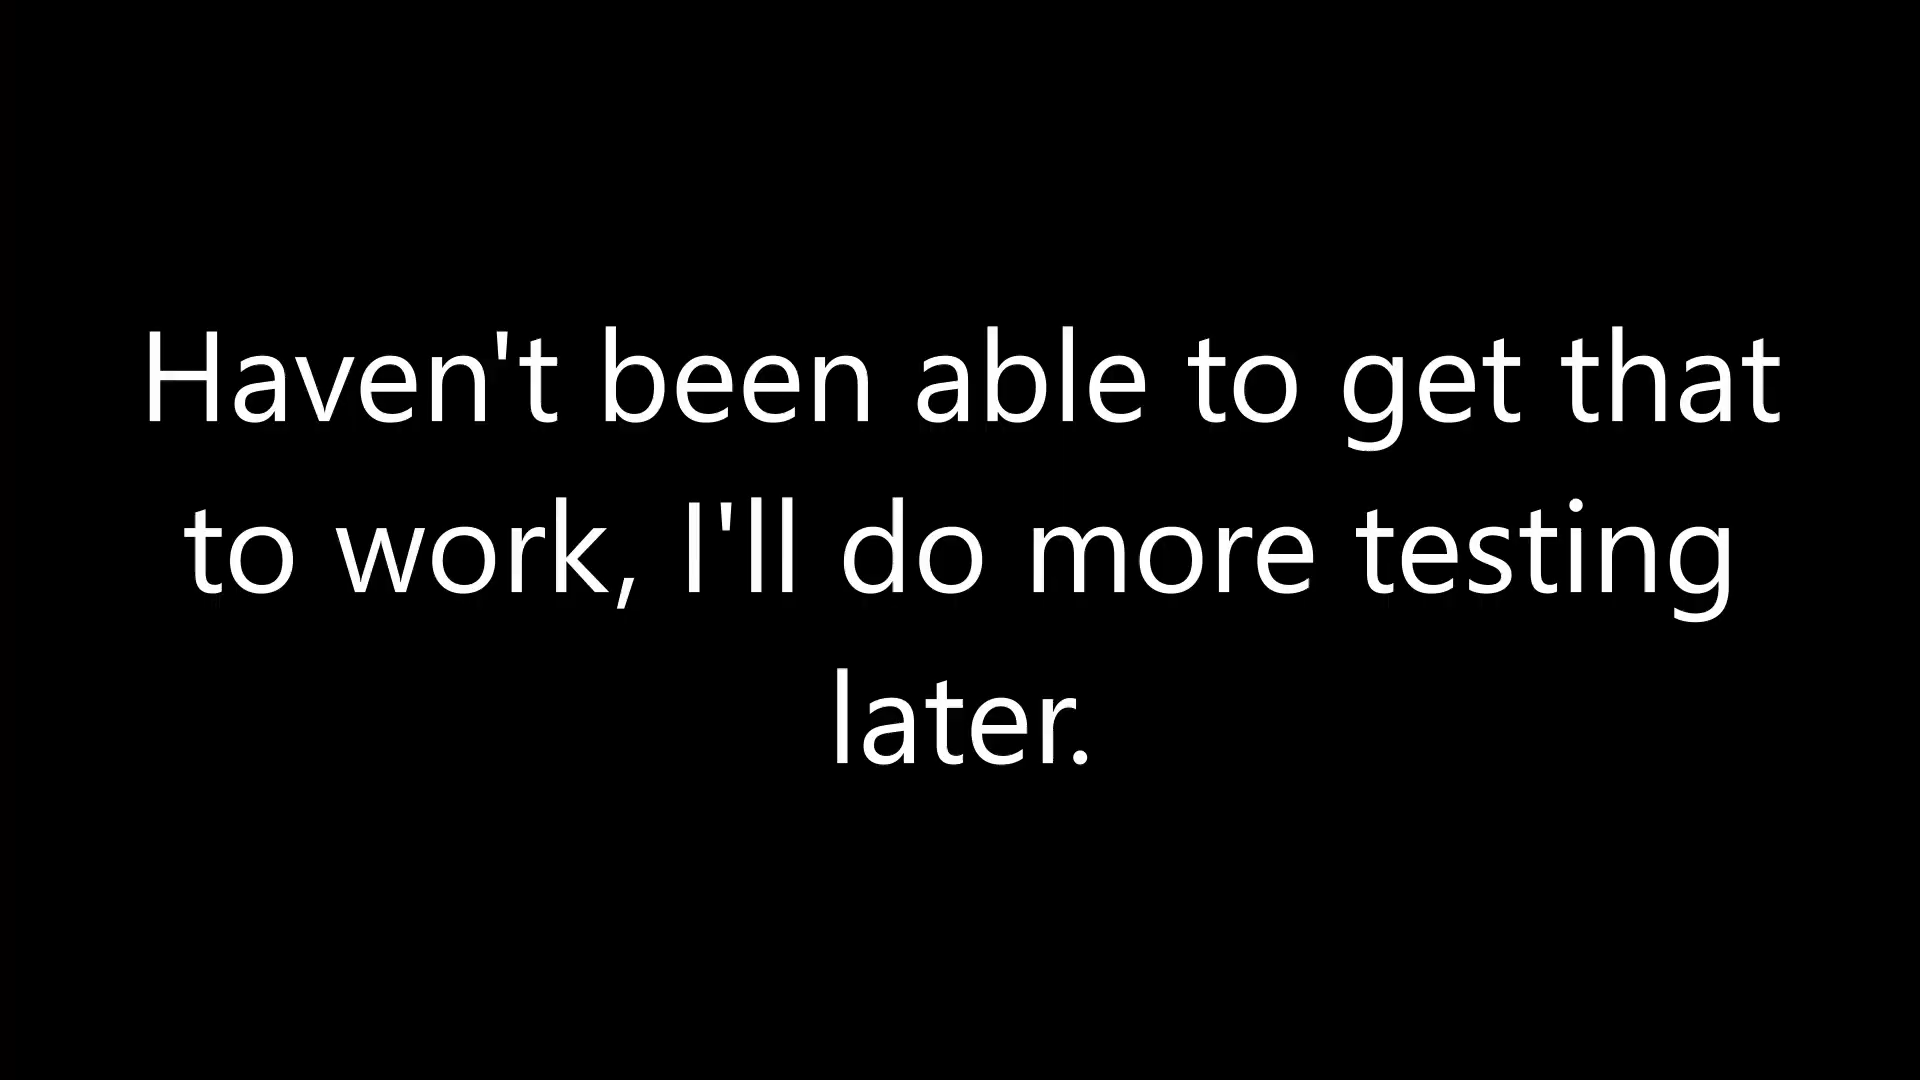 Haven't been able to get that
to work, I'll do more testing
later.